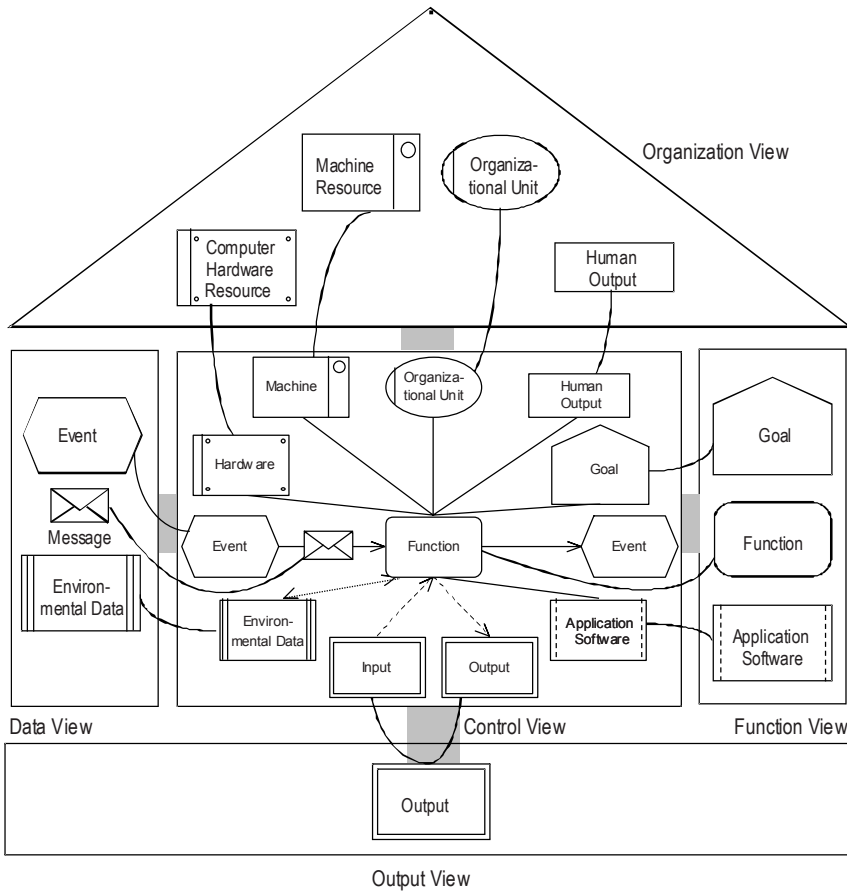 Organization View
Machine
Resource
Organiza-
tional Unit
Computer
Hardware
Resource
Human
Output
Machine
Organiza-
tional Unit
Human
Output
Event
Hardware
Goal
Goal
Message
Event
Function
Event
Function
Environ-
mental Data
Environ-
mental Data
Application
Software
Application
Software
Input
Output
Data View
Control View
Function View
Output
Output View